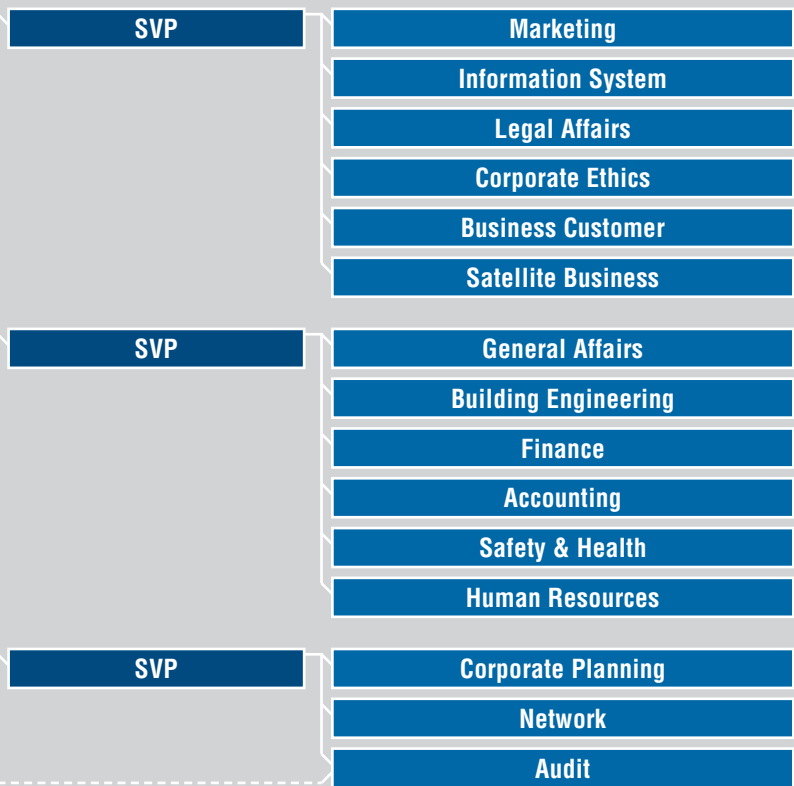 SVP
Marketing
Information System
Legal Affairs
Corporate Ethics
Business Customer
Satellite Business
SVP
General Affairs
Building Engineering
Finance
Accounting
Safety & Health
Human Resources
SVP
Corporate Planning
Network
Audit